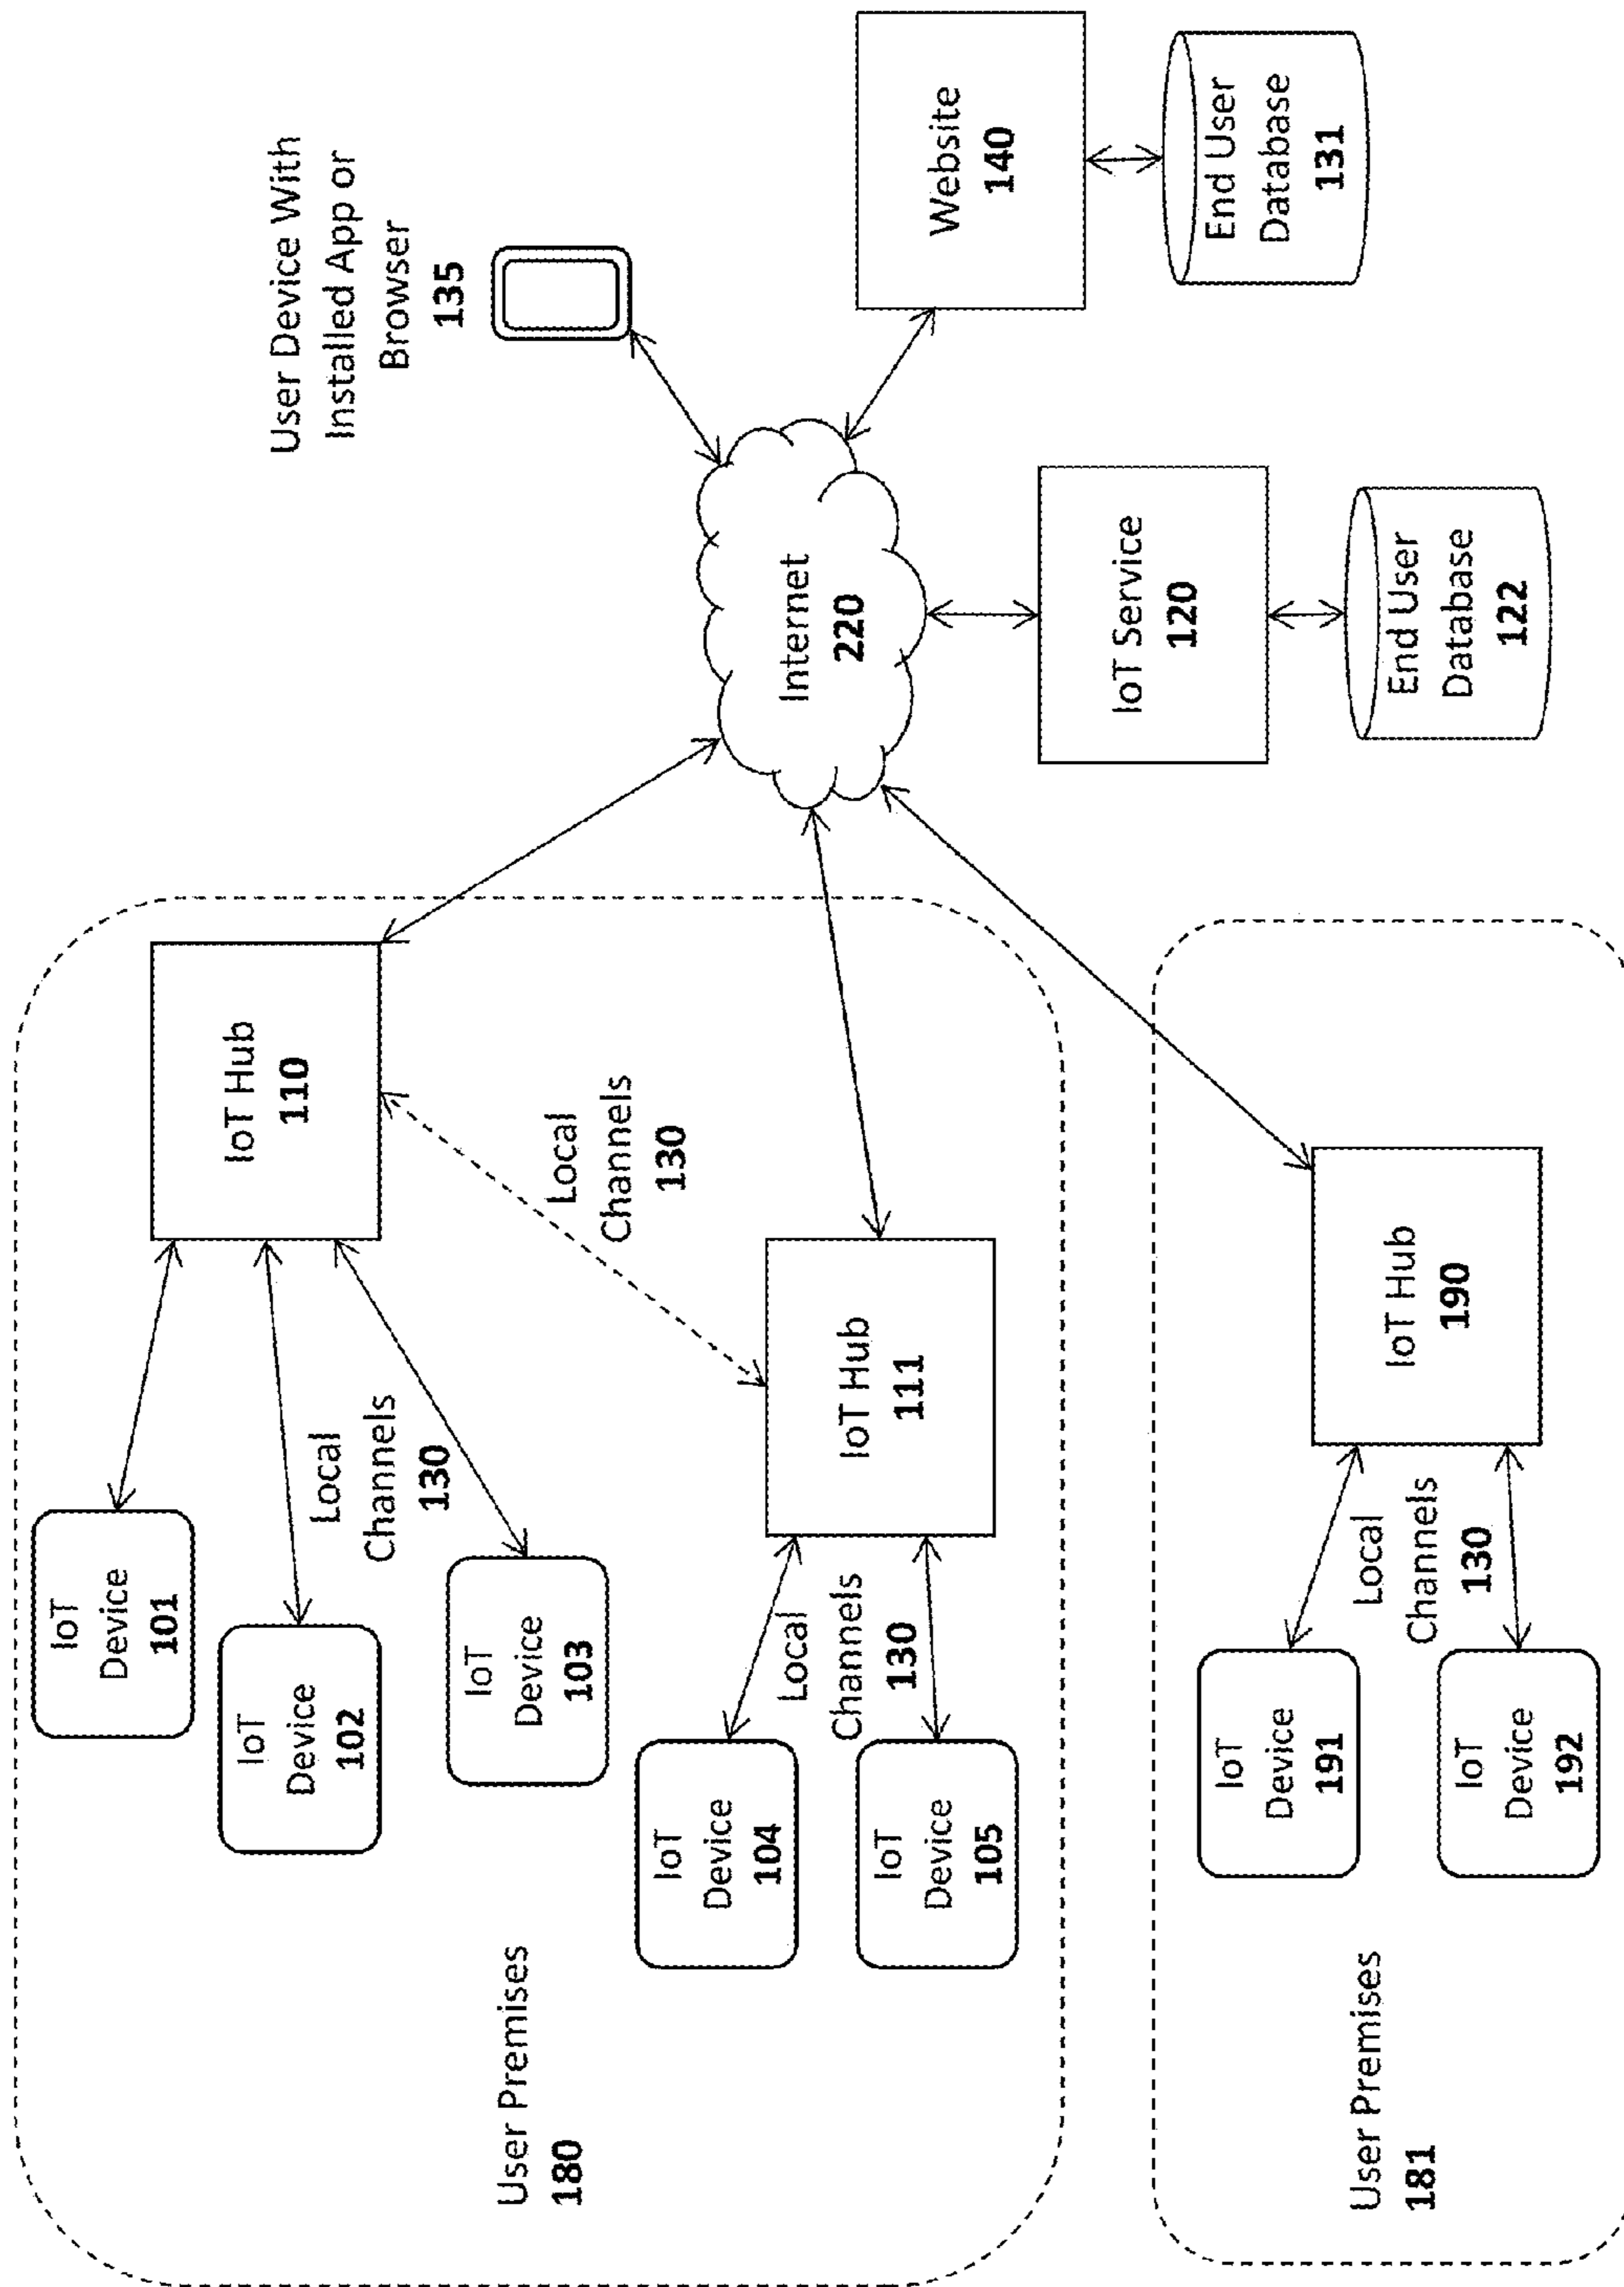 User Premises
180
IoT
Device
101
IoT
Device
102
IoT
Device
103
Local
Channels
130
IoT Hub
110
Local
Channels
130
IoT
Device
104
IoT
Device
105
Local
Channels
130
IoT Hub
111
User Premises
181
IoT
Device
191
IoT
Device
192
Local
Channels
130
IoT Hub
190
Internet
220
User Device With
Installed App or
Browser
135
Website
140
End User
Database
131
IoT Service
120
End User
Database
122